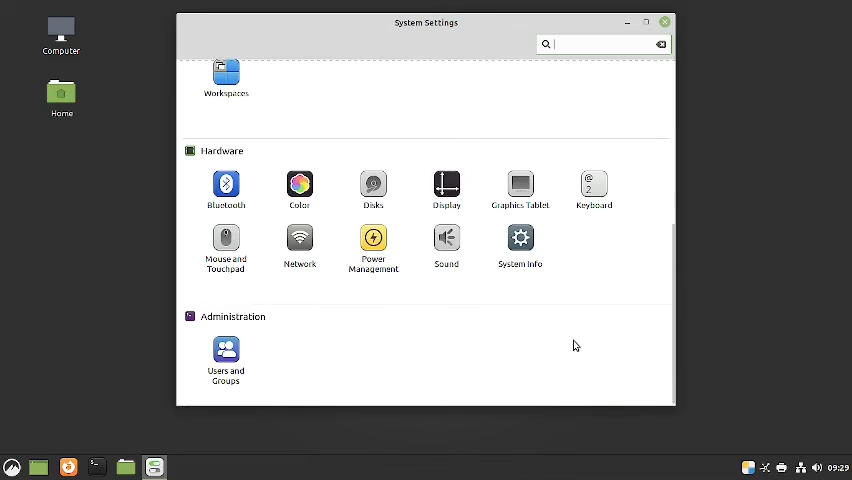 System Settings
Computer
Home
Workspaces
Hardware
Bluetooth
Color
Disks
Display
Graphics Tablet
Keyboard
Mouse and
Touchpad
Network
Power
Management
Sound
System Info
Administration
Users and
Groups
09:29